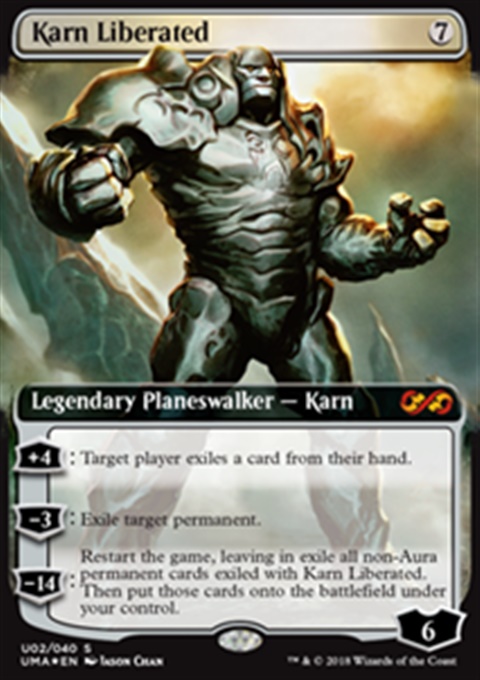 Karn Liberated 7
Legendary Planeswalker — Karn
+4 : Target player exiles a card from their hand.
−3 : Exile target permanent.
Restart the game, leaving in exile all non-Aura
−14 : permanent cards exiled with Karn Liberated.
Then put those cards onto the battlefield under
your control.
6
U02/040 S
UMA★EN Jason Chan
™ & © 2018 Wizards of the Coast